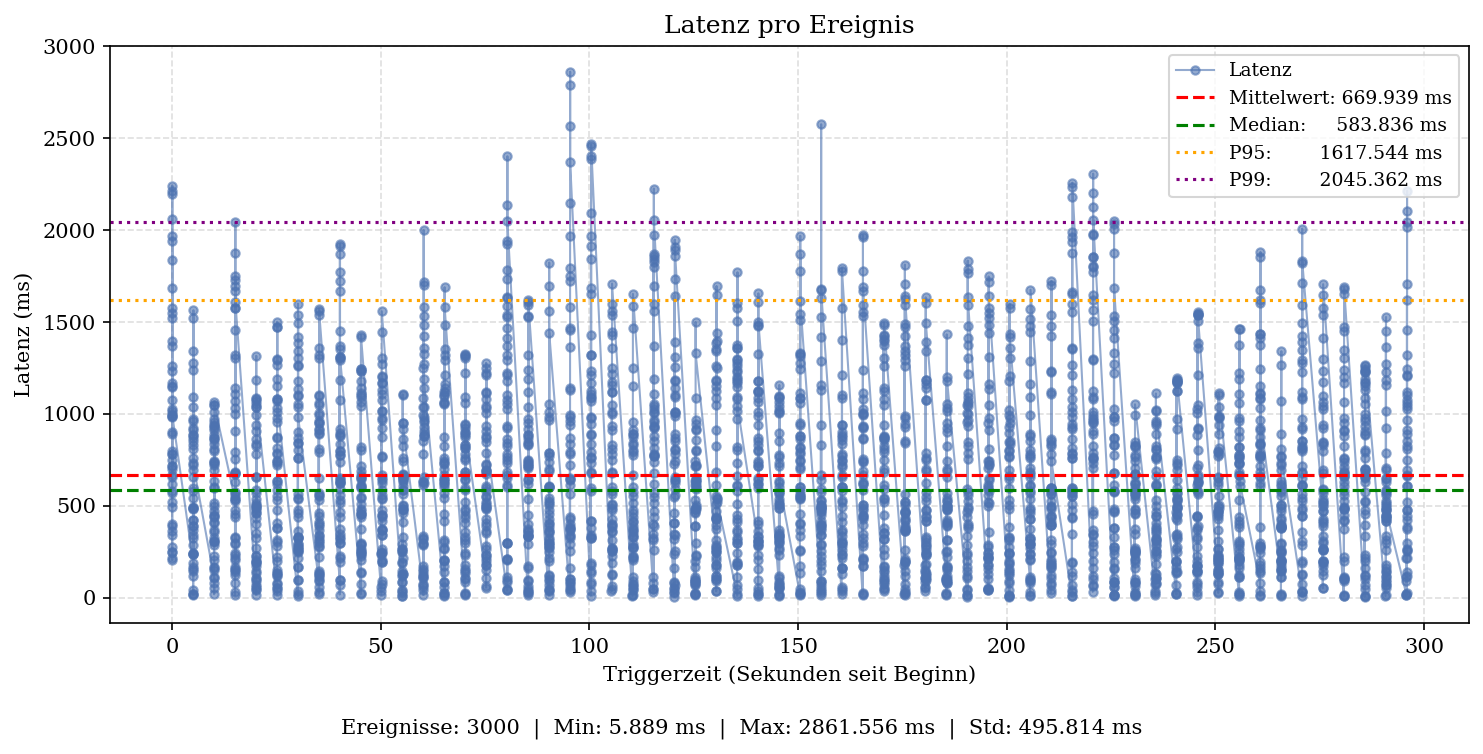 Latenz pro Ereignis
3000
2500
2000
1500
1000
500
0
Latenz (ms)
Latenz
Mittelwert: 669.939 ms
Median: 583.836 ms
P95: 1617.544 ms
P99: 2045.362 ms
0 50 100 150 200 250 300
Triggerzeit (Sekunden seit Beginn)
Ereignisse: 3000 | Min: 5.889 ms | Max: 2861.556 ms | Std: 495.814 ms